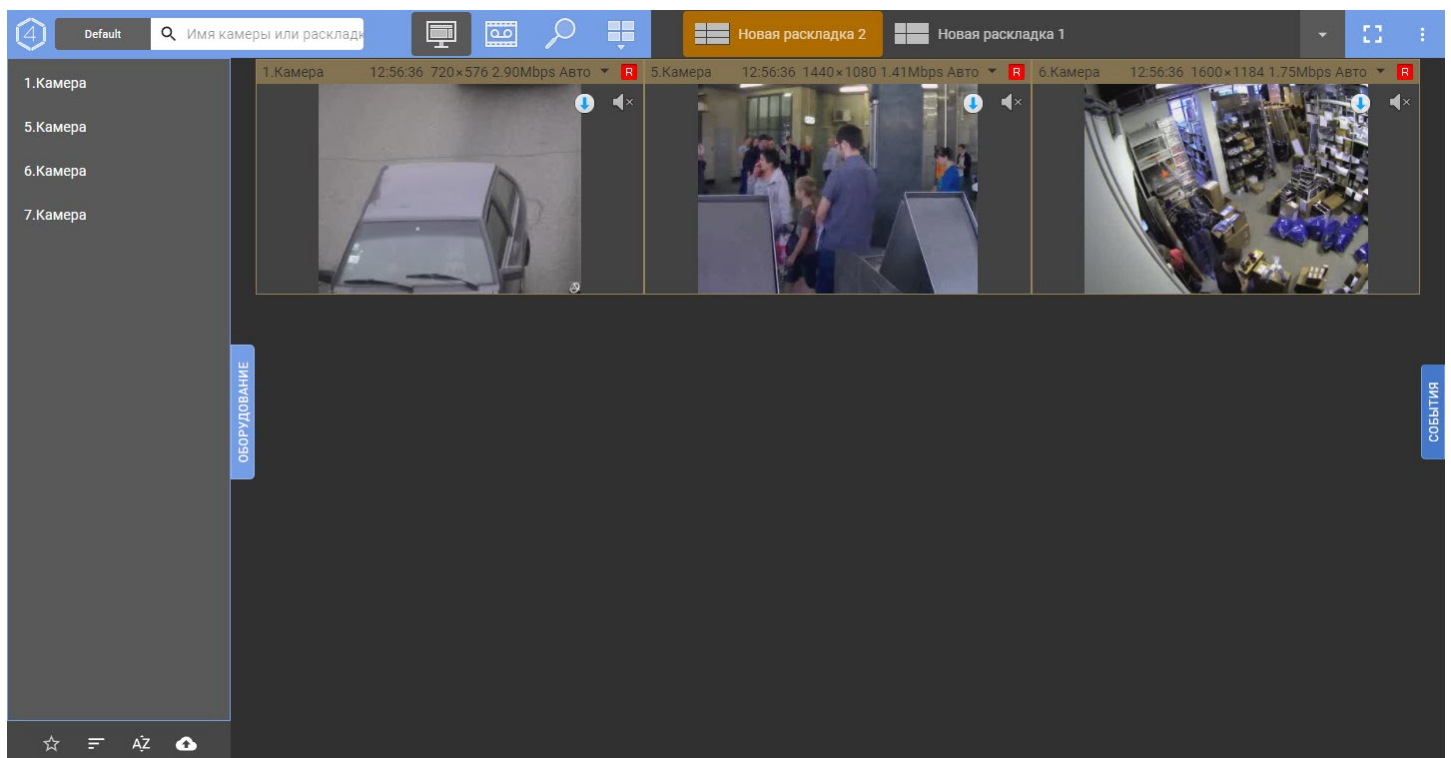 4 Default Имя камеры или расклад Новая раскладка 2 Новая раскладка 1
1.Камера
5.Камера
6.Камера
7.Камера
1.Камера 12:56:36 720×576 2.90Mbps Авто R
5.Камера 12:56:36 1440×1080 1.41Mbps Авто R
6.Камера 12:56:36 1600×1184 1.75Mbps Авто R
ОБОРУДОВАНИЕ
СОБЫТИЯ
AZ